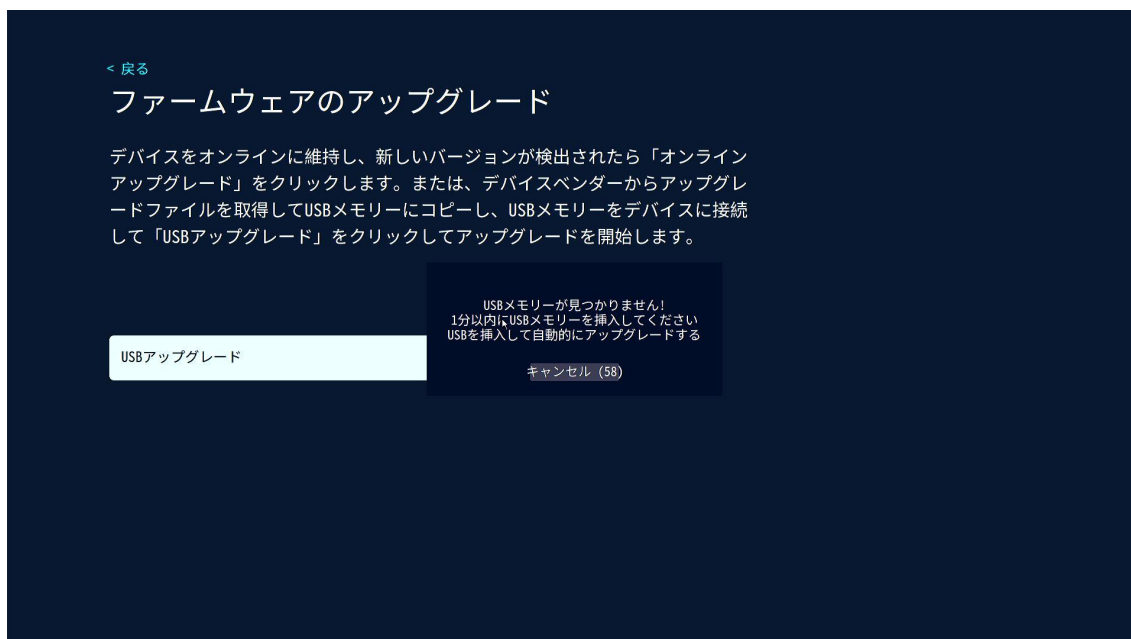 < 戻る
ファームウェアのアップグレード
デバイスをオンラインに維持し、新しいバージョンが検出されたら「オンライン
アップグレード」をクリックします。または、デバイスベンダーからアップグレ
ードファイルを取得してUSBメモリーにコピーし、USBメモリーをデバイスに接続
して「USBアップグレード」をクリックしてアップグレードを開始します。
USBメモリーが見つかりません!
1分以内にUSBメモリーを挿入してください
USBを挿入して自動的にアップグレードする
USBアップグレード
キャンセル (58)